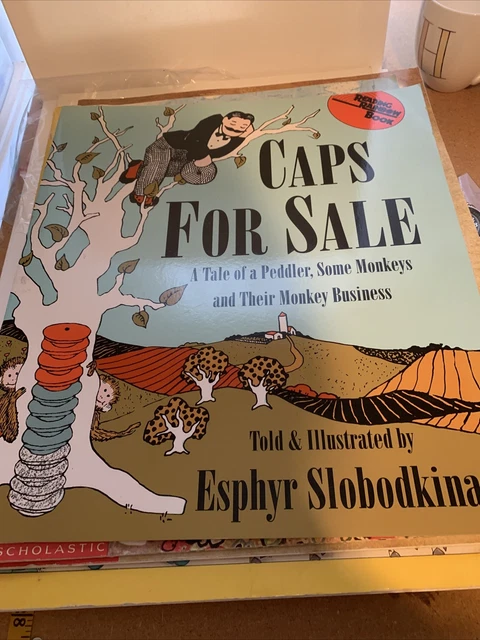 READING
RAINBOW
BOOK
CAPS
FOR SALE
A Tale of a Peddler, Some Monkeys
and Their Monkey Business
Told & Illustrated by
Esphyr Slobodkina
SCHOLASTIC
H
8